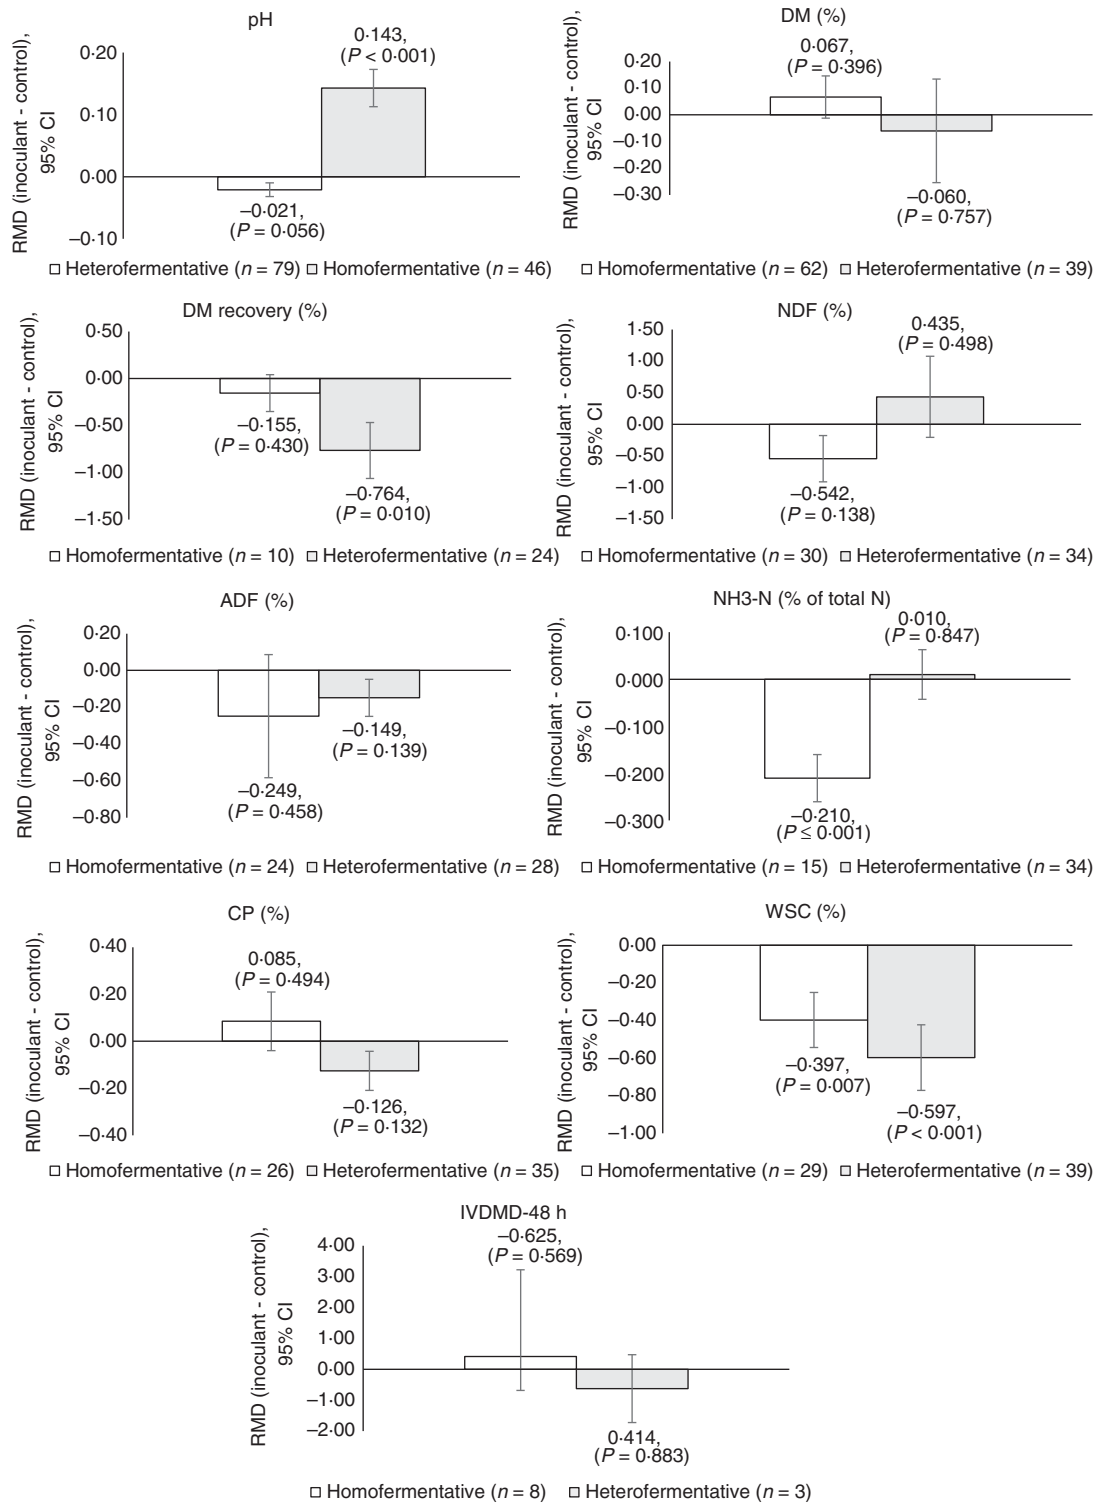 pH
RMD (inoculant - control),
95% CI
0·20
0·10
0·00
–0·10
0·143,
(P < 0·001)
–0·021,
(P = 0·056)
Heterofermentative (n = 79) Homofermentative (n = 46)
DM (%)
RMD (inoculant - control),
95% CI
0·20
0·10
0·00
–0·10
–0·20
–0·30
0·067,
(P = 0·396)
–0·060,
(P = 0·757)
Homofermentative (n = 62) Heterofermentative (n = 39)
DM recovery (%)
RMD (inoculant - control),
95% CI
0·50
0·00
–0·50
–1·00
–1·50
–0·155,
(P = 0·430)
–0·764,
(P = 0·010)
Homofermentative (n = 10) Heterofermentative (n = 24)
NDF (%)
RMD (inoculant - control),
95% CI
1·50
1·00
0·50
0·00
–0·50
–1·00
–1·50
0·435,
(P = 0·498)
–0·542,
(P = 0·138)
Homofermentative (n = 30) Heterofermentative (n = 34)
ADF (%)
RMD (inoculant - control),
95% CI
0·20
0·00
–0·20
–0·40
–0·60
–0·80
–0·149,
(P = 0·139)
–0·249,
(P = 0·458)
Homofermentative (n = 24) Heterofermentative (n = 28)
NH3-N (% of total N)
RMD (inoculant - control),
95% CI
0·100
0·000
–0·100
–0·200
–0·300
0·010,
(P = 0·847)
–0·210,
(P ≤ 0·001)
Homofermentative (n = 15) Heterofermentative (n = 34)
CP (%)
RMD (inoculant - control),
95% CI
0·40
0·20
0·00
–0·20
–0·40
0·085,
(P = 0·494)
–0·126,
(P = 0·132)
Homofermentative (n = 26) Heterofermentative (n = 35)
WSC (%)
RMD (inoculant - control),
95% CI
0·00
–0·20
–0·40
–0·60
–0·80
–1·00
–0·397,
(P = 0·007)
–0·597,
(P < 0·001)
Homofermentative (n = 29) Heterofermentative (n = 39)
IVDMD-48 h
RMD (inoculant - control),
95% CI
4·00
3·00
2·00
1·00
0·00
–1·00
–2·00
–0·625,
(P = 0·569)
0·414,
(P = 0·883)
Homofermentative (n = 8) Heterofermentative (n = 3)